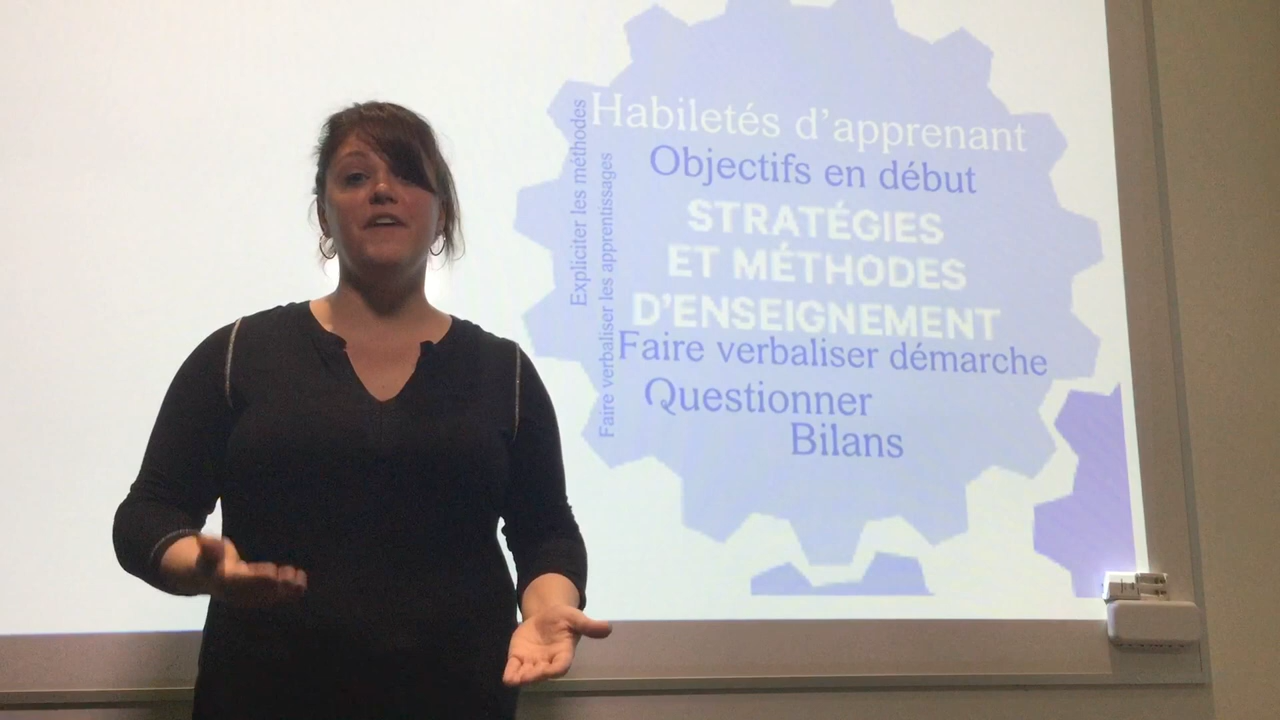 Habiletés d'apprenant
Objectifs en début
STRATÉGIES
ET MÉTHODES
D'ENSEIGNEMENT
Faire verbaliser démarche
Questionner
Bilans
Expliciter les méthodes
Faire verbaliser les apprentissages